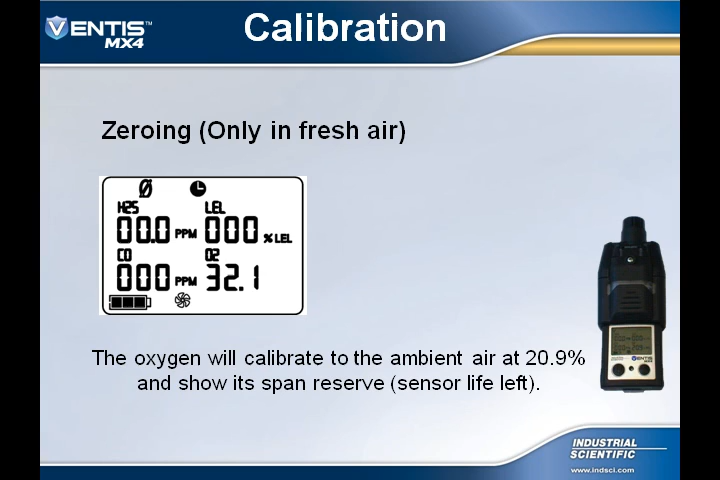 VENTIS™
MX4
Calibration
Zeroing (Only in fresh air)
H2S LEL
00.0 PPM 000 % LEL
CO O2
000 PPM 32.1
The oxygen will calibrate to the ambient air at 20.9%
and show its span reserve (sensor life left).
VENTIS
MX4
INDUSTRIAL
SCIENTIFIC
www.indsci.com